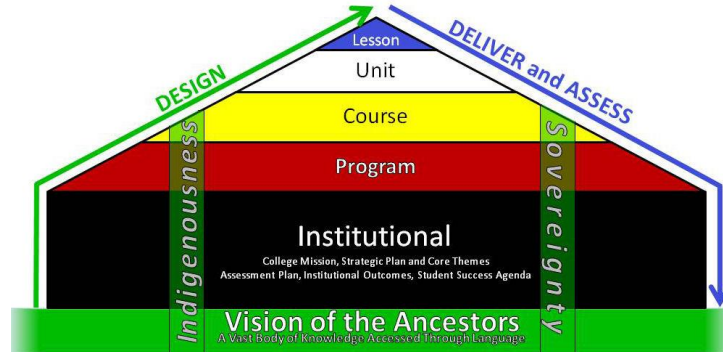 DESIGN
DELIVER and ASSESS
Lesson
Unit
Course
Program
Indigenousness
Sovereignty
Institutional
College Mission, Strategic Plan and Core Themes
Assessment Plan, Institutional Outcomes, Student Success Agenda
Vision of the Ancestors
A Vast Body of Knowledge Accessed Through Language